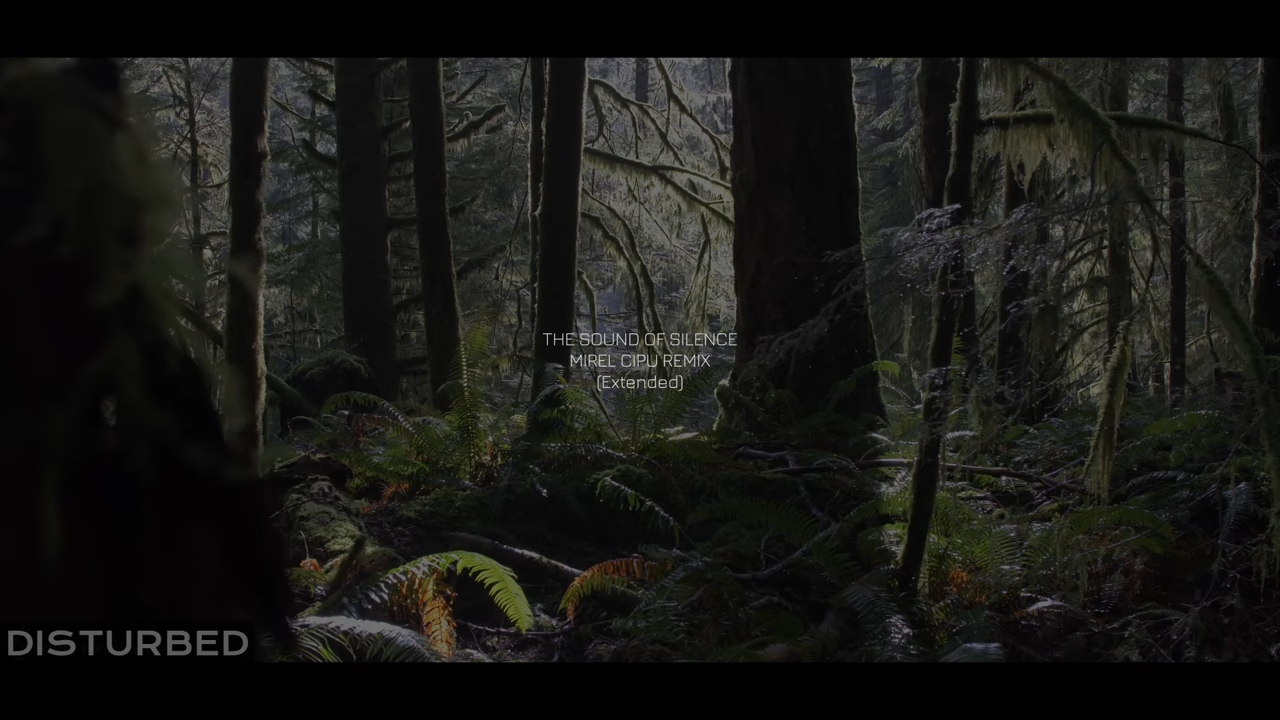 THE SOUND OF SILENCE
MIREL CIPU REMIX
(Extended)
DISTURBED